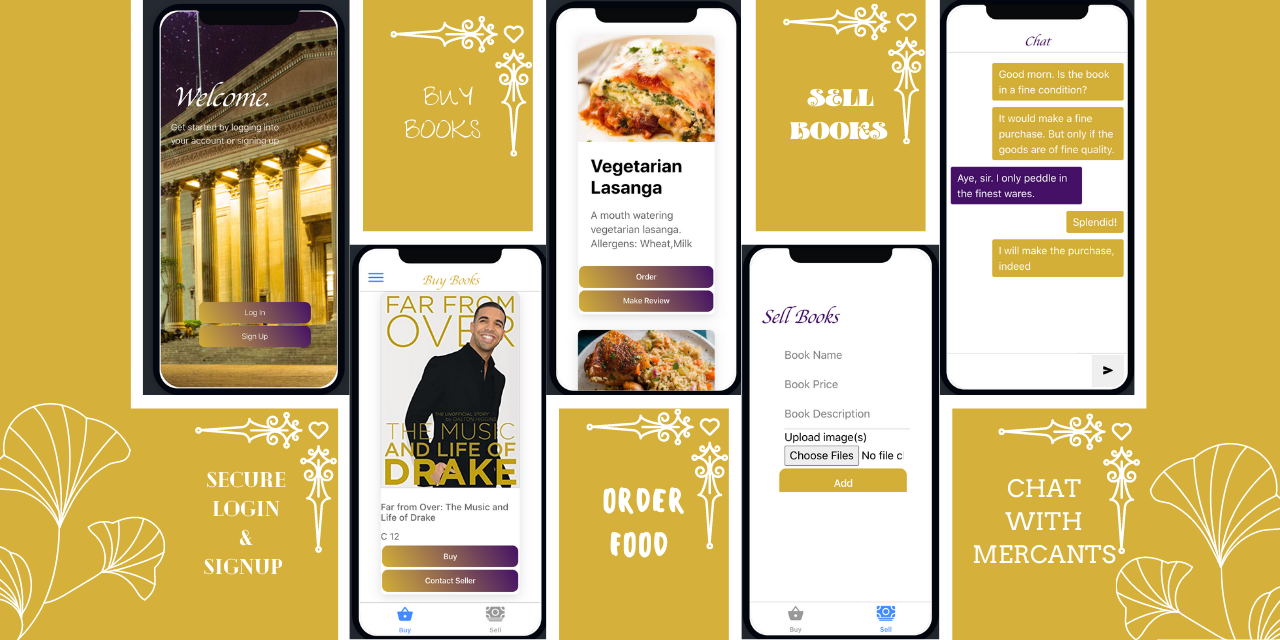 Welcome.
Get started by logging into
your account or signing up
Log In
Sign Up
BUY
BOOKS
Vegetarian
Lasanga
A mouth watering
vegetarian lasanga.
Allergens: Wheat,Milk
Order
Make Review
SELL
BOOKS
Chat
Good morn. Is the book
in a fine condition?
It would make a fine
purchase. But only if the
goods are of fine quality.
Aye, sir. I only peddle in
the finest wares.
Splendid!
I will make the purchase,
indeed
SECURE
LOGIN
&
SIGNUP
Buy Books
FAR FROM
OVER
THE UNOFFICIAL STORY
by DALTON HIGGINS
THE MUSIC
AND LIFE OF
DRAKE
Far from Over: The Music and
Life of Drake
C 12
Buy
Contact Seller
Buy
Sell
ORDER
FOOD
Sell Books
Book Name
Book Price
Book Description
Upload image(s)
Choose Files No file c
Add
Buy
Sell
CHAT
WITH
MERCANTS